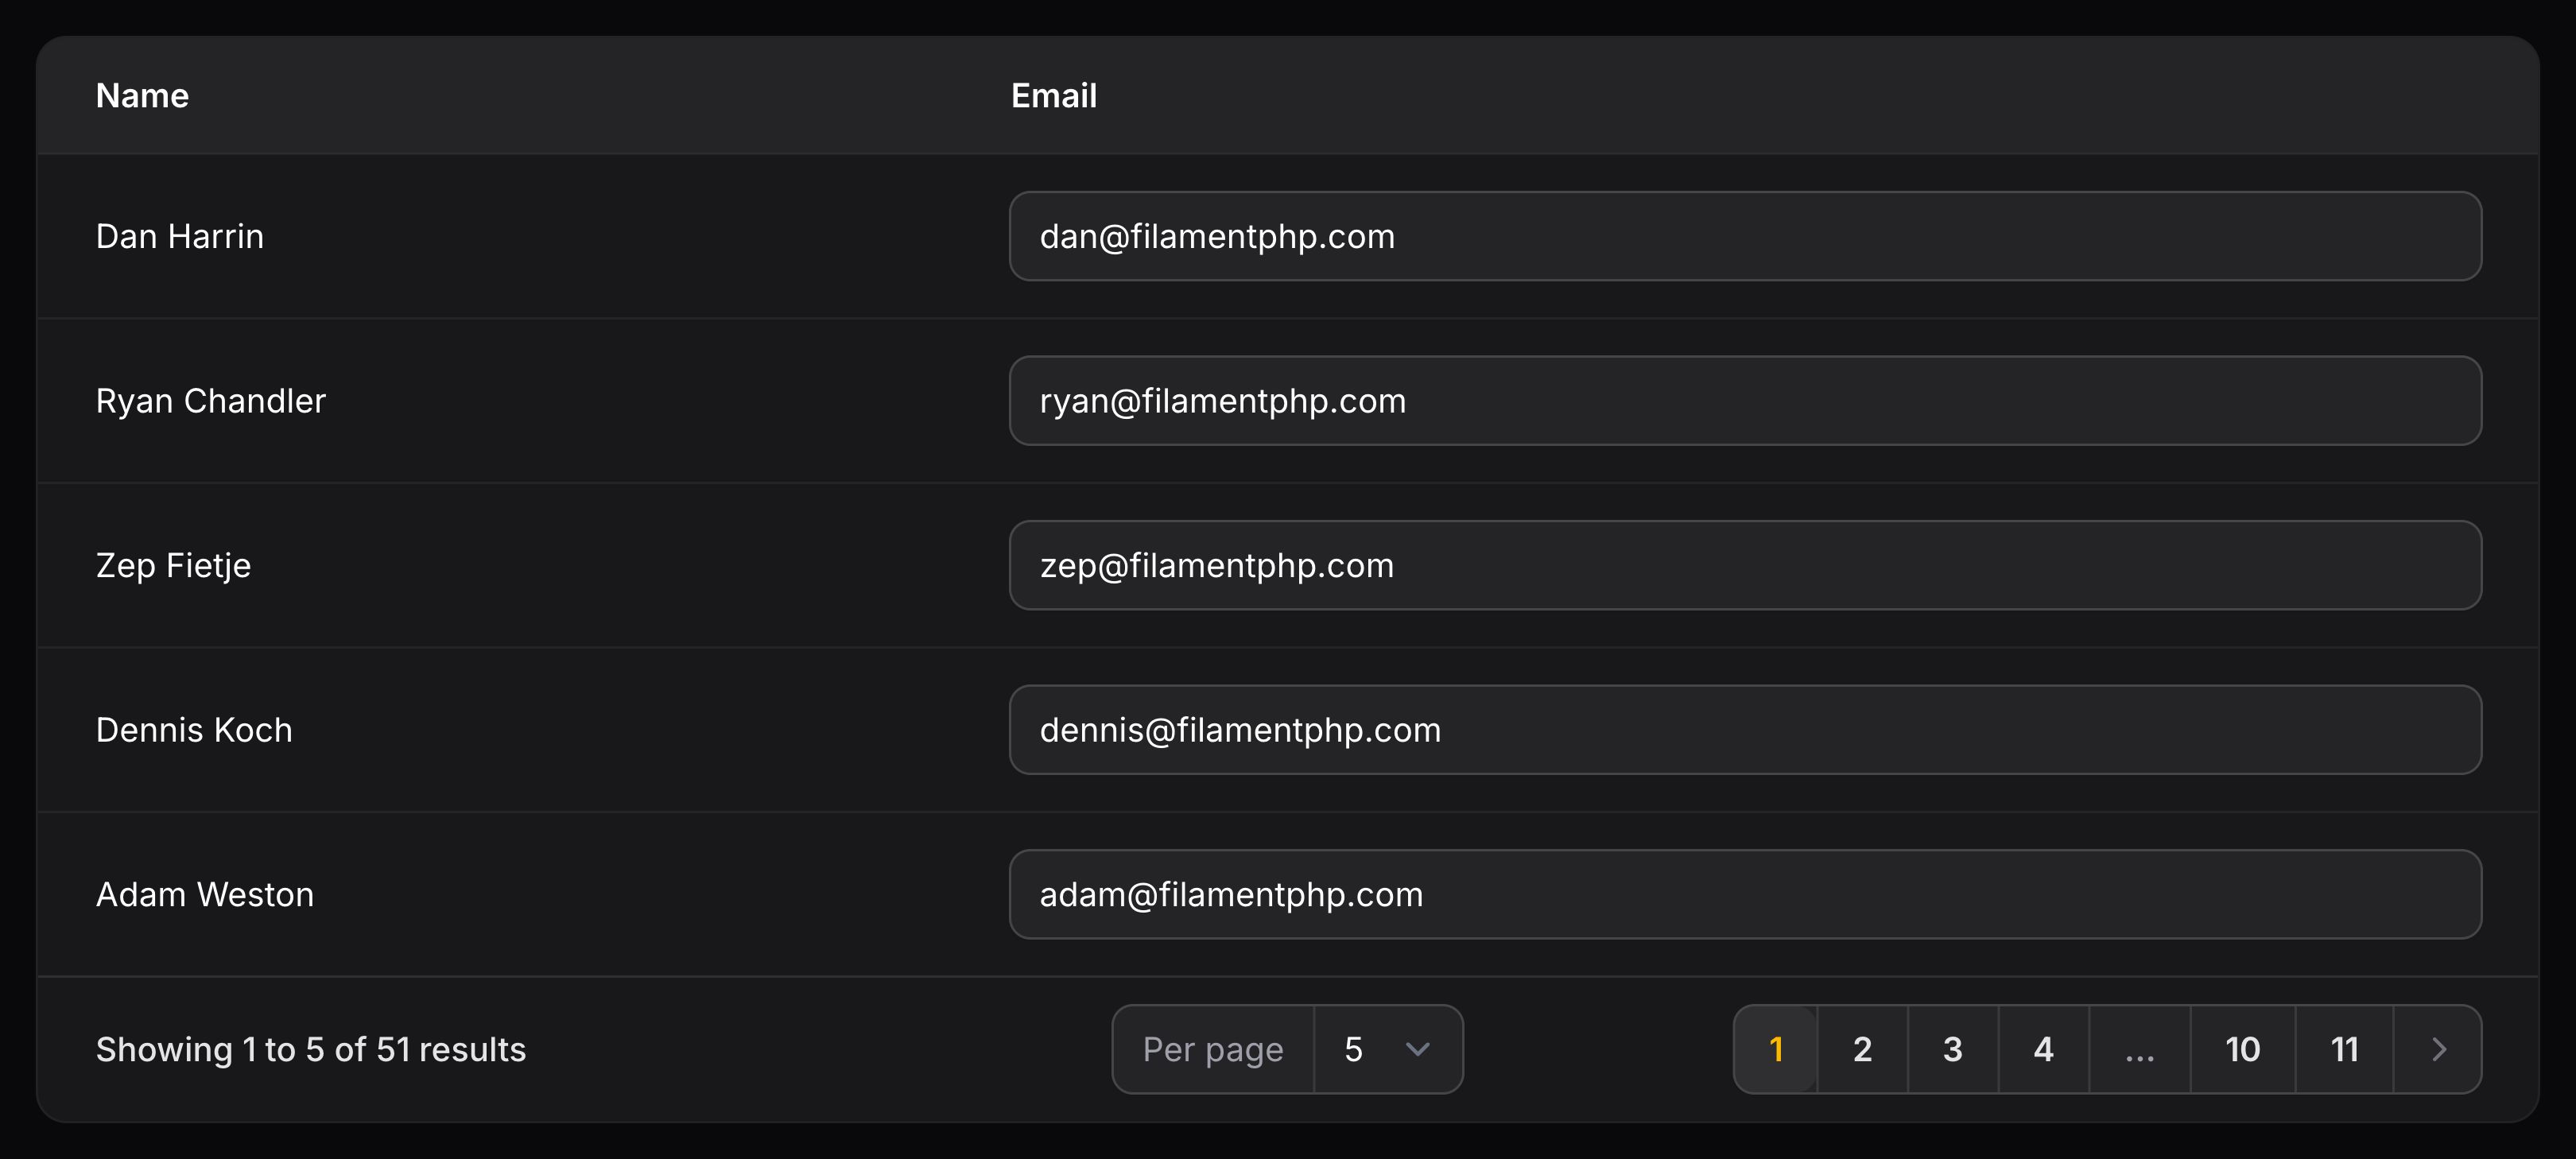 Name Email
Dan Harrin dan@filamentphp.com
Ryan Chandler ryan@filamentphp.com
Zep Fietje zep@filamentphp.com
Dennis Koch dennis@filamentphp.com
Adam Weston adam@filamentphp.com
Showing 1 to 5 of 51 results Per page 5 1 2 3 4 ... 10 11